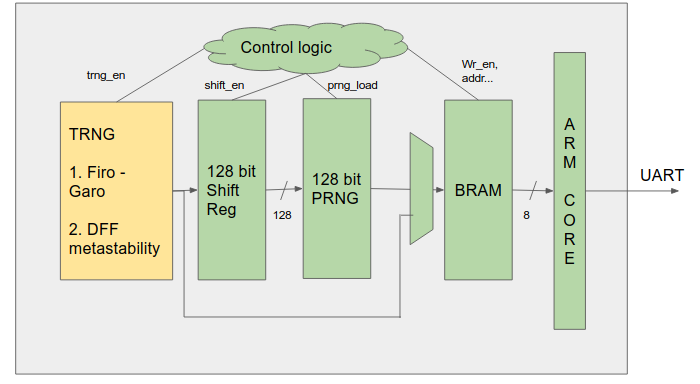 Control logic
trng_en
shift_en
prng_load
Wr_en,
addr...
TRNG
1. Firo -
Garo
2. DFF
metastability
128 bit
Shift
Reg
128
128 bit
PRNG
BRAM
8
A
R
M
C
O
R
E
UART